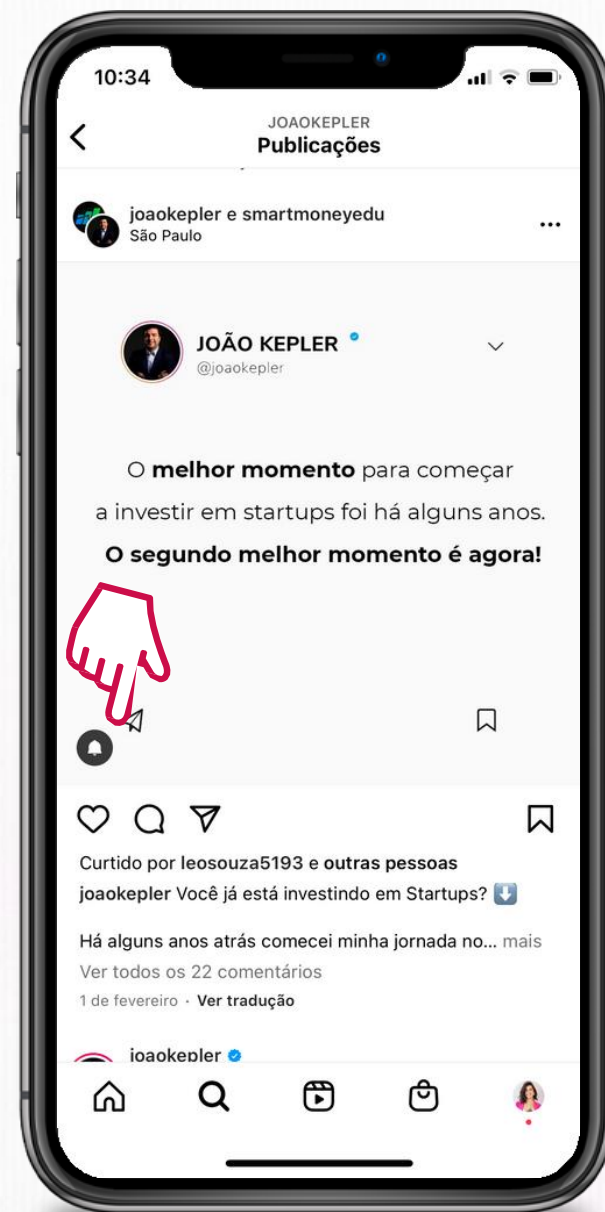 10:34
JOAOKEPLER
Publicações
joaokepler e smartmoneyedu
São Paulo
JOÃO KEPLER
@joaokepler
O melhor momento para começar
a investir em startups foi há alguns anos.
O segundo melhor momento é agora!
Curtido por leosouza5193 e outras pessoas
joaokepler Você já está investindo em Startups? ⬇️
Há alguns anos atrás comecei minha jornada no... mais
Ver todos os 22 comentários
1 de fevereiro · Ver tradução
joaokepler